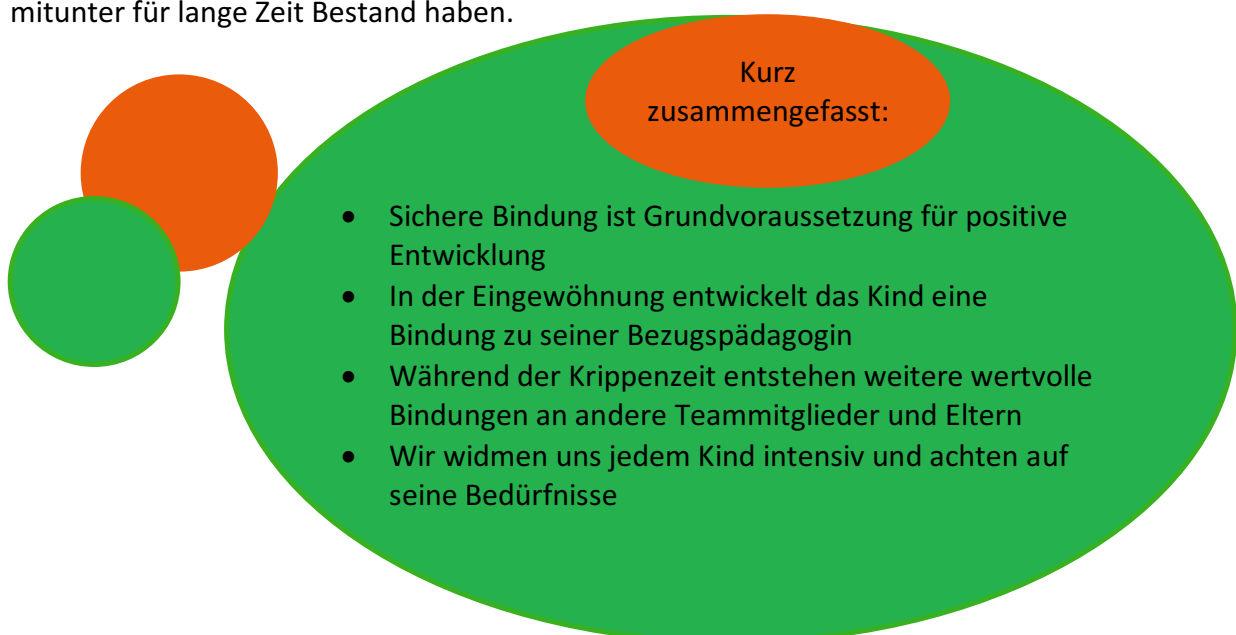 mitunter für lange Zeit Bestand haben.
Kurz
zusammengefasst:
• Sichere Bindung ist Grundvoraussetzung für positive
Entwicklung
• In der Eingewöhnung entwickelt das Kind eine
Bindung zu seiner Bezugspädagogin
• Während der Krippenzeit entstehen weitere wertvolle
Bindungen an andere Teammitglieder und Eltern
• Wir widmen uns jedem Kind intensiv und achten auf
seine Bedürfnisse